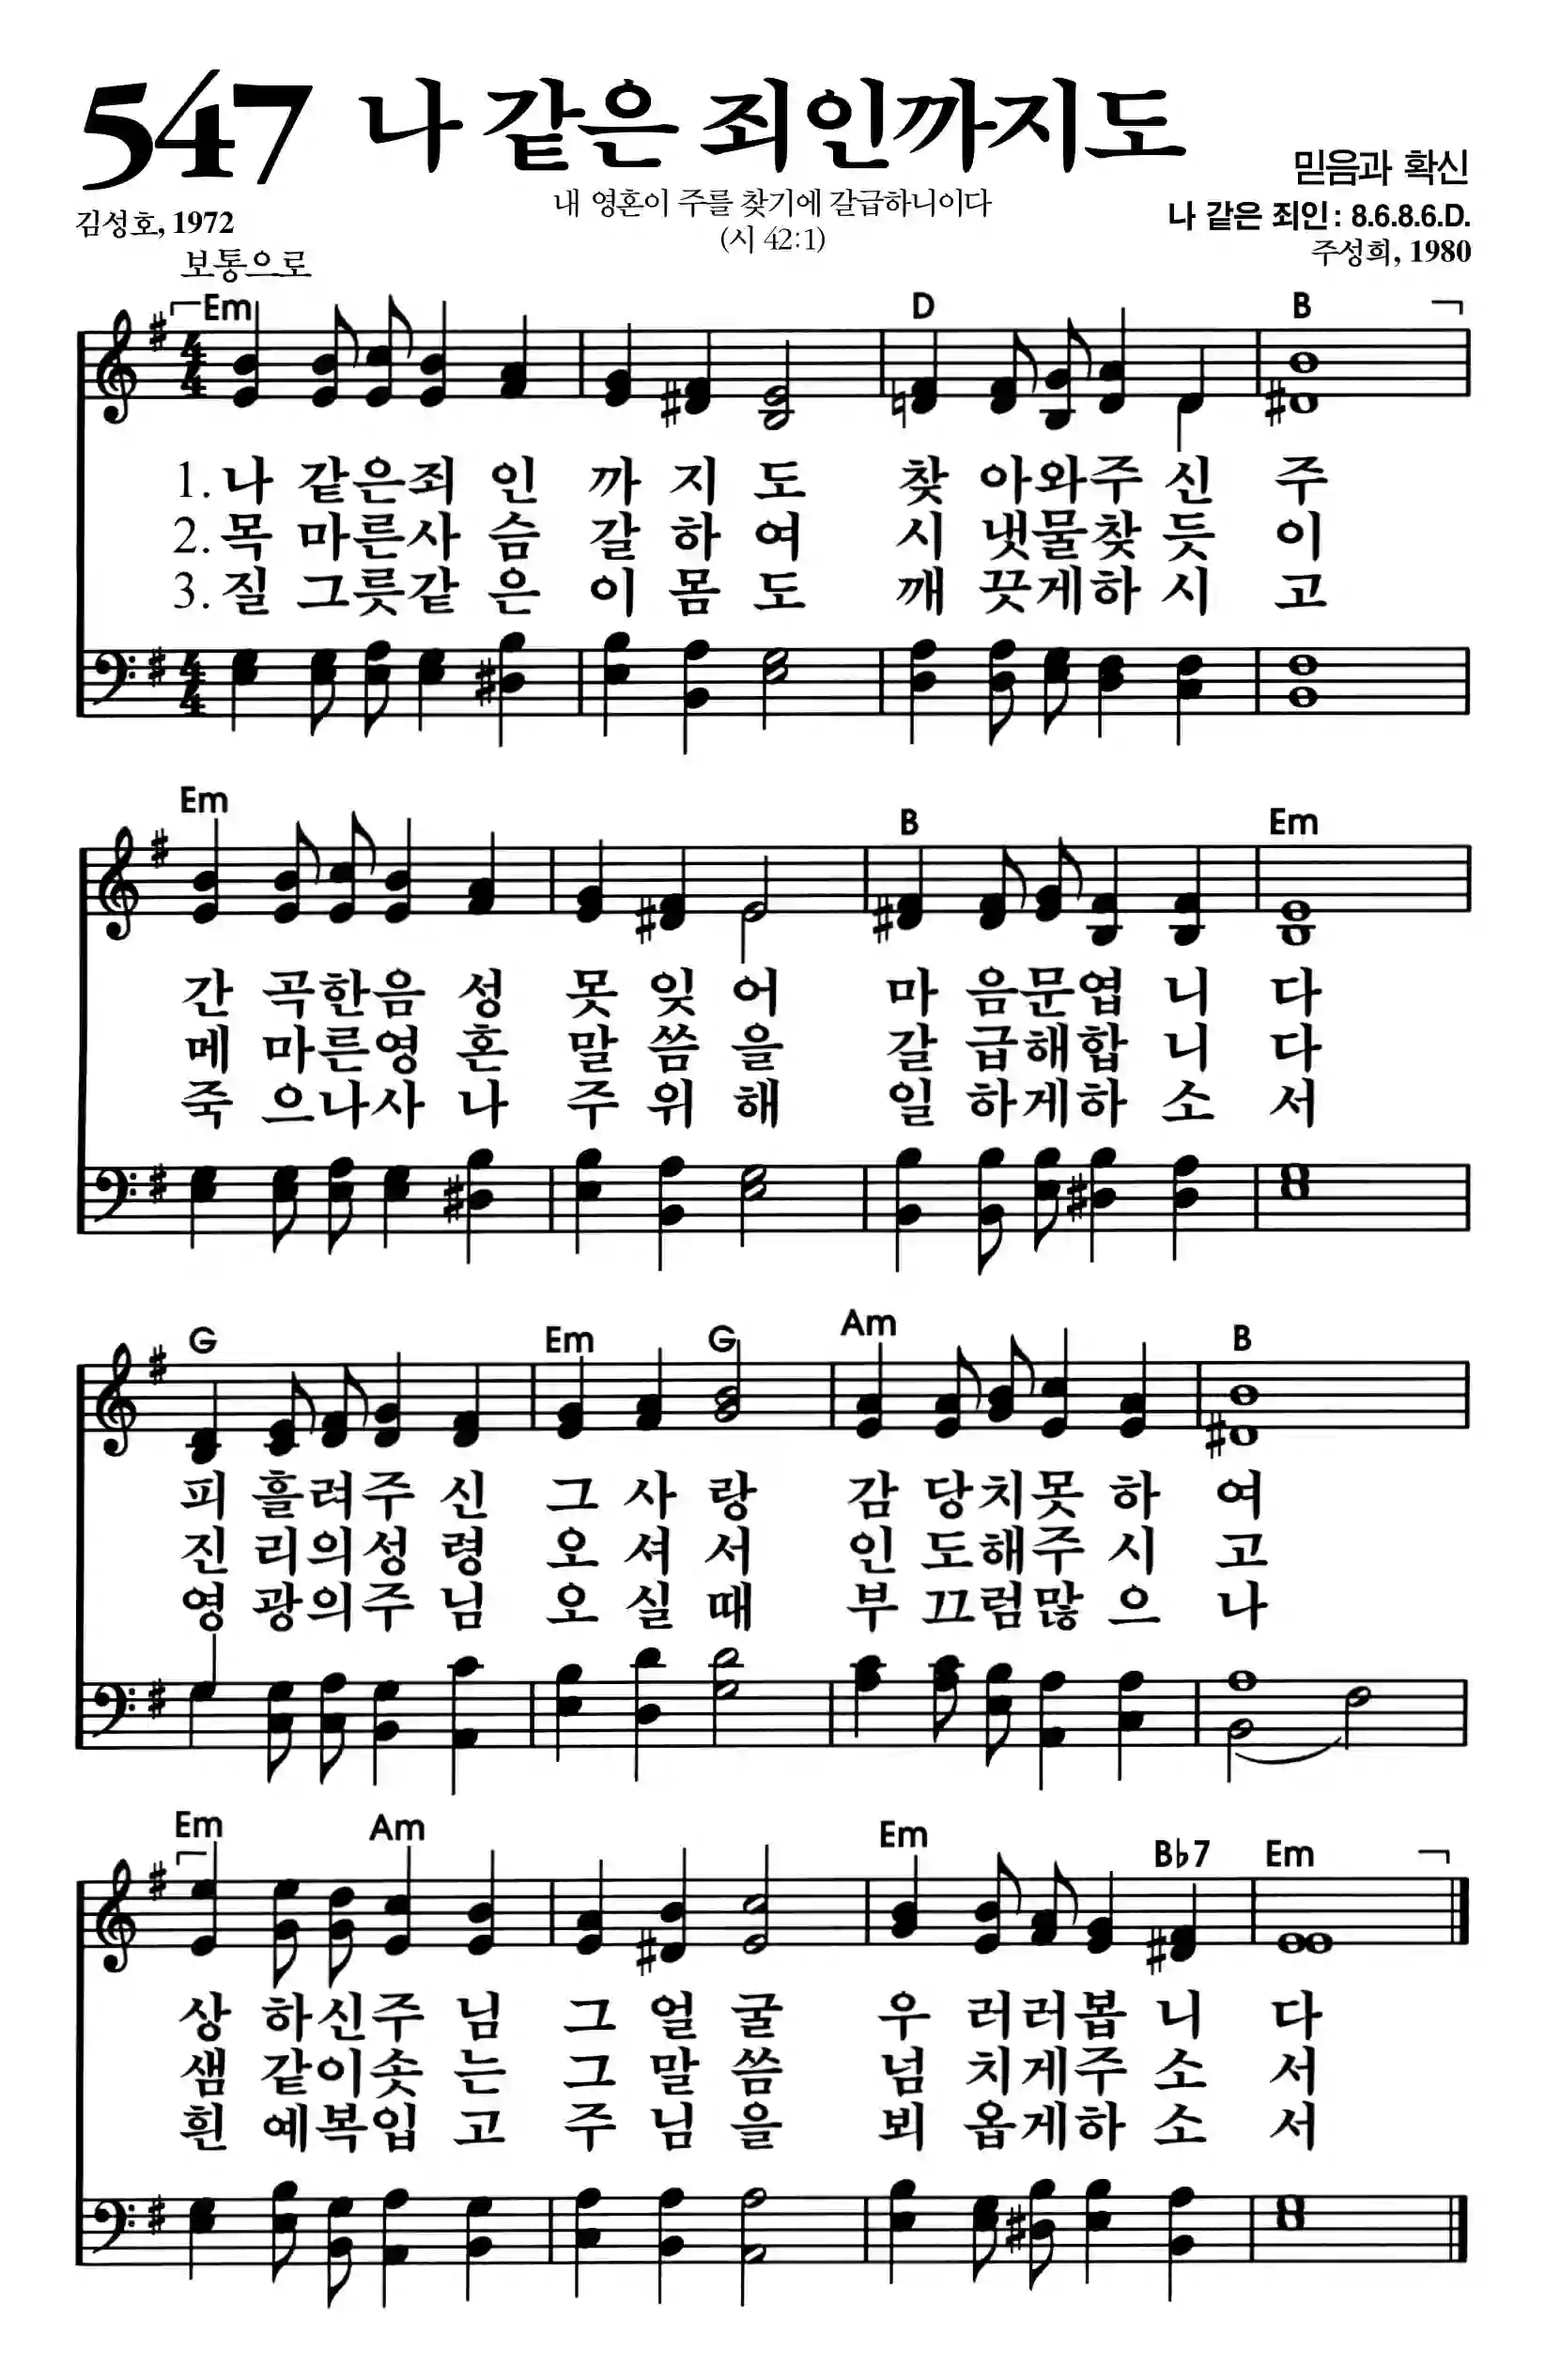 547 나 같은 죄인까지도
믿음과 확신
내 영혼이 주를 찾기에 갈급하니이다
(시 42:1)
김성호, 1972
나 같은 죄인: 8.6.8.6.D.
주성희, 1980
보통으로
Em D B
1. 나 같은죄 인 까 지 도 찾 아와주 신 주
2. 목 마른사 슴 갈 하 여 시 냇물찾 듯 이
3. 질 그릇같 은 이 몸 도 깨 끗게하 시 고
Em B Em
간 곡한음 성 못 잊 어 마 음문엽 니 다
메 마른영 혼 말 씀 을 갈 급해합 니 다
죽 으나사 나 주 위 해 일 하게하 소 서
G Em G Am B
피 흘려주 신 그 사 랑 감 당치못 하 여
진 리의성 령 오 셔 서 인 도해주 시 고
영 광의주 님 오 실 때 부 끄럼많 으 나
Em Am Em B♭7 Em
상 하신주 님 그 얼 굴 우 러러봅 니 다
샘 같이솟 는 그 말 씀 넘 치게주 소 서
흰 예복입 고 주 님 을 뵈 옵게하 소 서